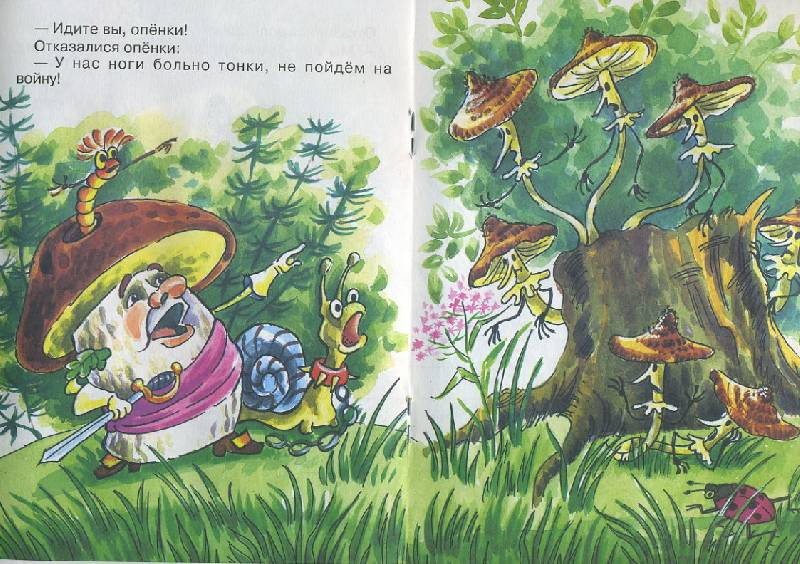 — Идите вы, опёнки!
Отказалися опёнки:
— У нас ноги больно тонки, не пойдём на
войну!